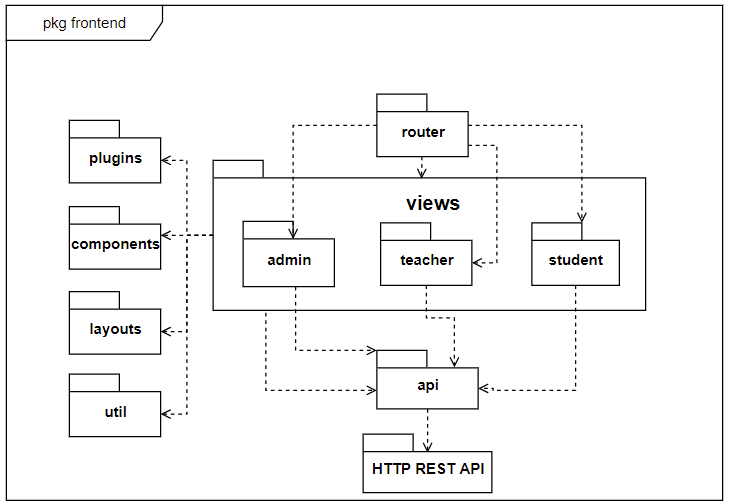 pkg frontend
router
plugins
views
components
admin
teacher
student
layouts
api
util
HTTP REST API